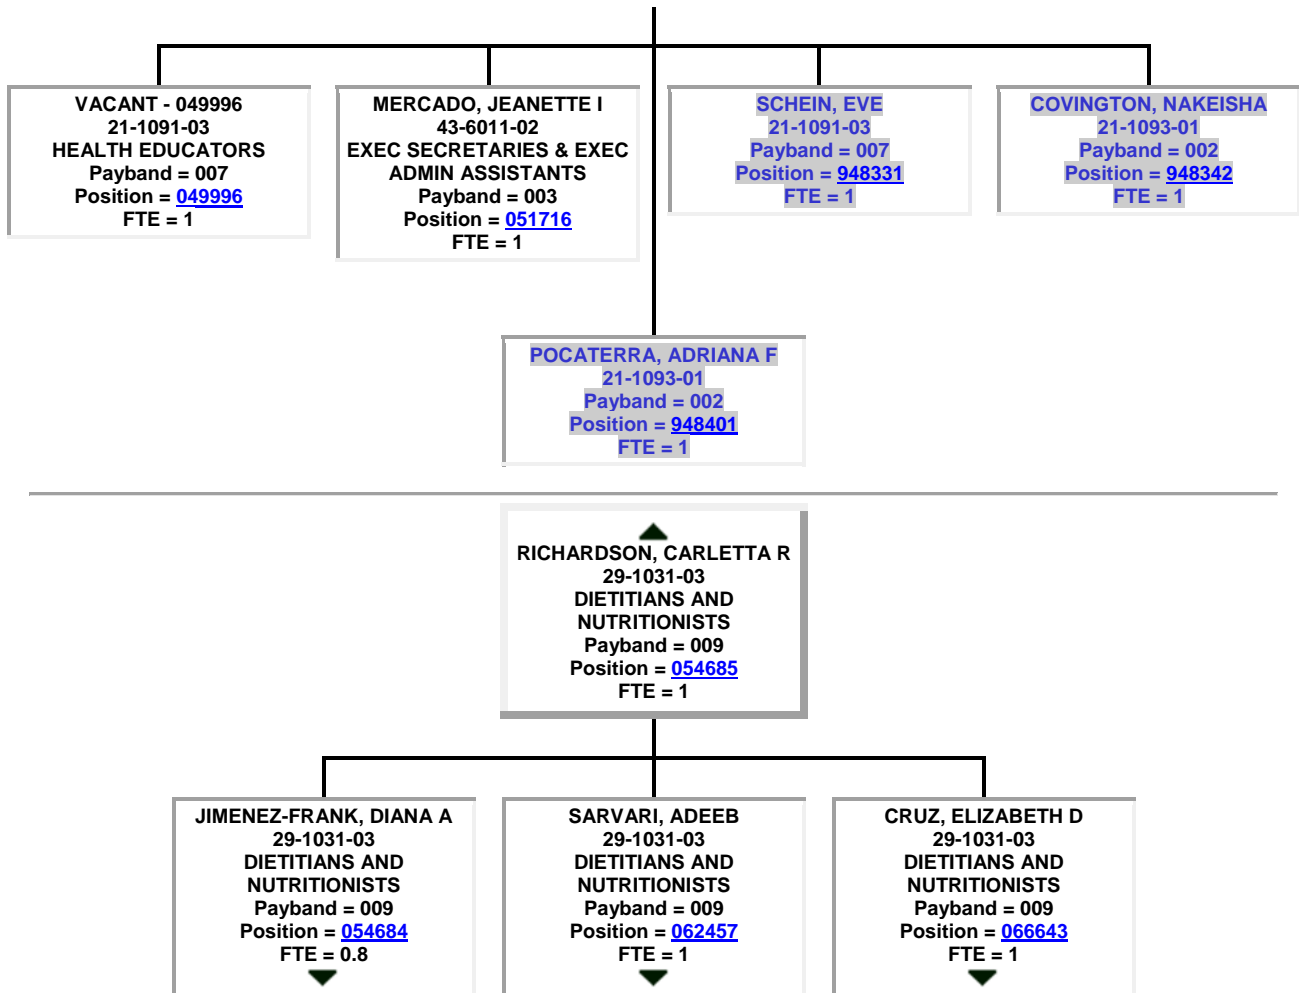 VACANT - 049996
21-1091-03
HEALTH EDUCATORS
Payband = 007
Position = 049996
FTE = 1
MERCADO, JEANETTE I
43-6011-02
EXEC SECRETARIES & EXEC
ADMIN ASSISTANTS
Payband = 003
Position = 051716
FTE = 1
SCHEIN, EVE
21-1091-03
Payband = 007
Position = 948331
FTE = 1
COVINGTON, NAKEISHA
21-1093-01
Payband = 002
Position = 948342
FTE = 1
POCATERRA, ADRIANA F
21-1093-01
Payband = 002
Position = 948401
FTE = 1
RICHARDSON, CARLETTA R
29-1031-03
DIETITIANS AND
NUTRITIONISTS
Payband = 009
Position = 054685
FTE = 1
JIMENEZ-FRANK, DIANA A
29-1031-03
DIETITIANS AND
NUTRITIONISTS
Payband = 009
Position = 054684
FTE = 0.8
SARVARI, ADEEB
29-1031-03
DIETITIANS AND
NUTRITIONISTS
Payband = 009
Position = 062457
FTE = 1
CRUZ, ELIZABETH D
29-1031-03
DIETITIANS AND
NUTRITIONISTS
Payband = 009
Position = 066643
FTE = 1